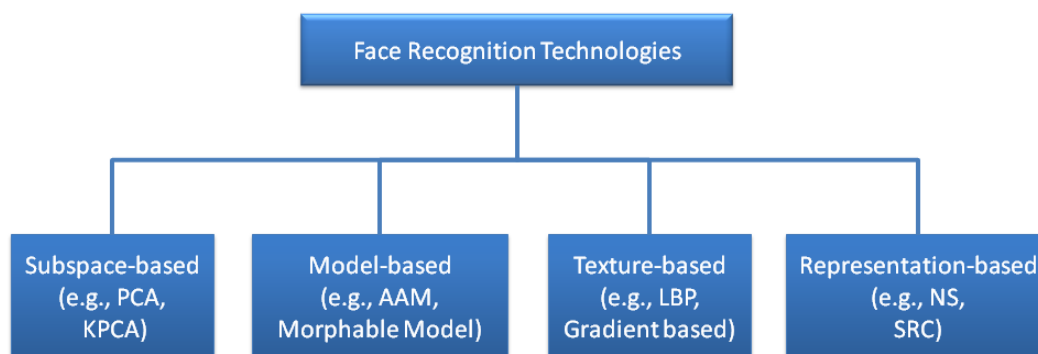 Face Recognition Technologies
Subspace-based
(e.g., PCA,
KPCA)
Model-based
(e.g., AAM,
Morphable Model)
Texture-based
(e.g., LBP,
Gradient based)
Representation-based
(e.g., NS,
SRC)